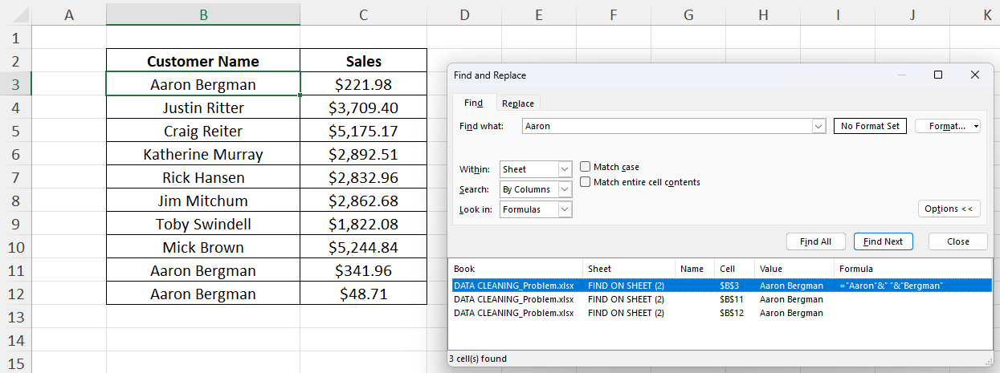 A B C D E F G H I J K
1
2 Customer Name Sales
3 Aaron Bergman $221.98
4 Justin Ritter $3,709.40
5 Craig Reiter $5,175.17
6 Katherine Murray $2,892.51
7 Rick Hansen $2,832.96
8 Jim Mitchum $2,862.68
9 Toby Swindell $1,822.08
10 Mick Brown $5,244.84
11 Aaron Bergman $341.96
12 Aaron Bergman $48.71
13
14
15
Find and Replace
Find Replace
Find what: Aaron No Format Set Format...
Within: Sheet Match case
Search: By Columns Match entire cell contents
Look in: Formulas Options <<
Find All Find Next Close
Book Sheet Name Cell Value Formula
DATA CLEANING_Problem.xlsx FIND ON SHEET (2) $B$3 Aaron Bergman ="Aaron"&" "&"Bergman"
DATA CLEANING_Problem.xlsx FIND ON SHEET (2) $B$11 Aaron Bergman
DATA CLEANING_Problem.xlsx FIND ON SHEET (2) $B$12 Aaron Bergman
3 cell(s) found